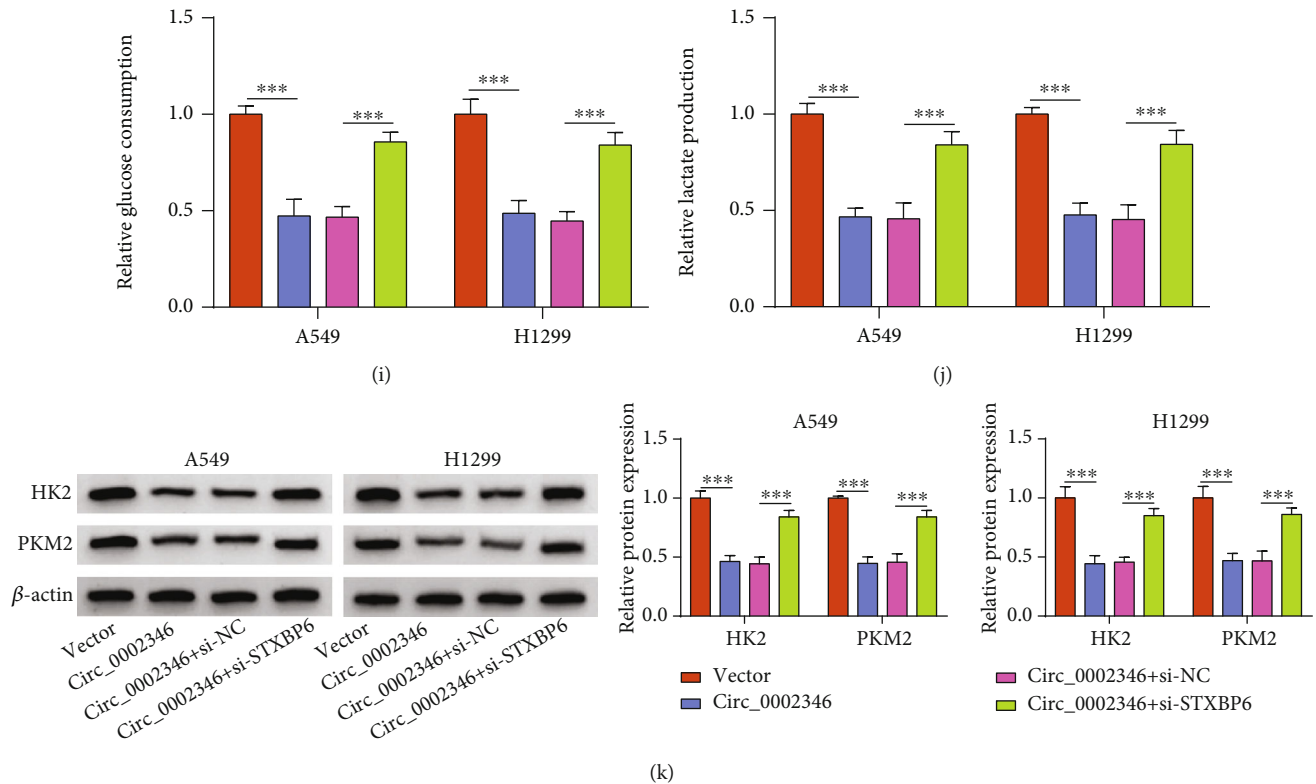 Relative glucose consumption
1.5
1.0
0.5
0.0
***
***
***
***
A549
H1299
(i)
Relative lactate production
1.5
1.0
0.5
0.0
***
***
***
***
A549
H1299
(j)
A549
H1299
HK2
PKM2
β-actin
Vector
Circ_0002346
Circ_0002346+si-NC
Circ_0002346+si-STXBP6
Vector
Circ_0002346
Circ_0002346+si-NC
Circ_0002346+si-STXBP6
A549
Relative protein expression
1.5
1.0
0.5
0.0
***
***
***
***
HK2
PKM2
H1299
Relative protein expression
1.5
1.0
0.5
0.0
***
***
***
***
HK2
PKM2
Vector
Circ_0002346
Circ_0002346+si-NC
Circ_0002346+si-STXBP6
(k)